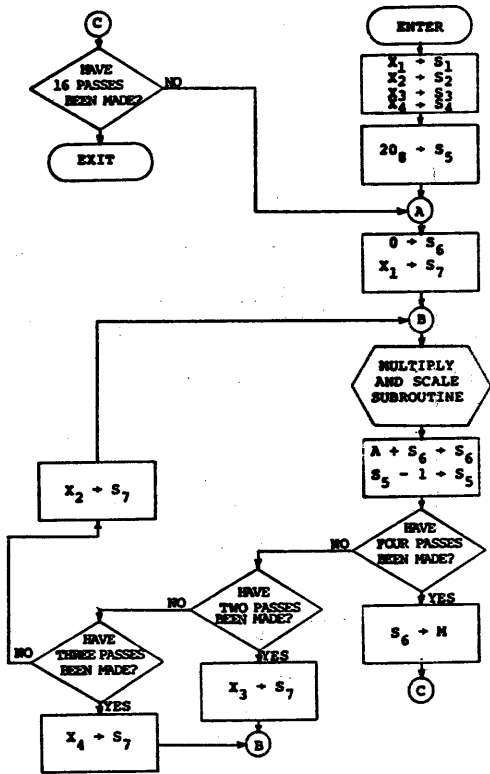 C
HAVE
16 PASSES
BEEN MADE?
NO
EXIT
ENTER
X1 → S1
X2 → S2
X3 → S3
X4 → S4
208 → S5
A
0 → S6
X1 → S7
B
MULTIPLY
AND SCALE
SUBROUTINE
A + S6 → S6
S5 - 1 → S5
X2 → S7
HAVE
FOUR PASSES
BEEN MADE?
NO
YES
S6 → M
C
HAVE
TWO PASSES
BEEN MADE?
NO
YES
X3 → S7
B
HAVE
THREE PASSES
BEEN MADE?
NO
YES
X4 → S7